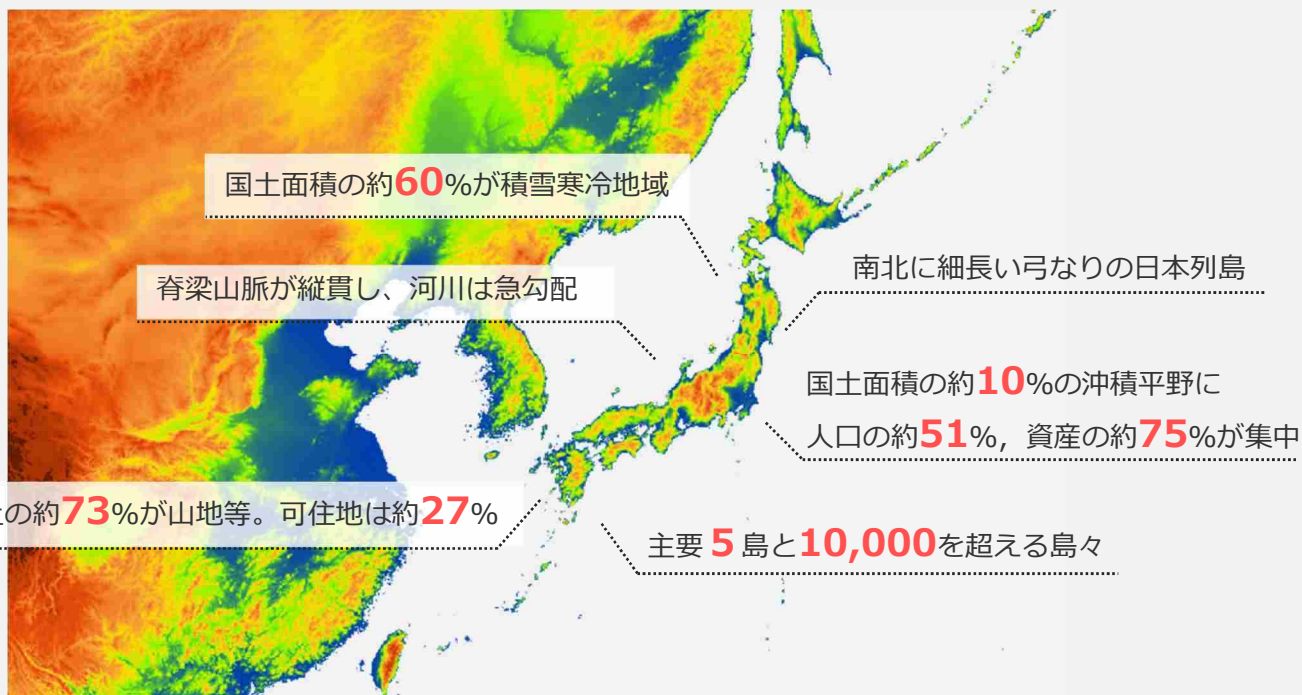 国土面積の約60%が積雪寒冷地域
脊梁山脈が縦貫し、河川は急勾配
南北に細長い弓なりの日本列島
国土面積の約10%の沖積平野に
人口の約51%，資産の約75%が集中
の約73%が山地等。可住地は約27%
主要５島と10,000を超える島々